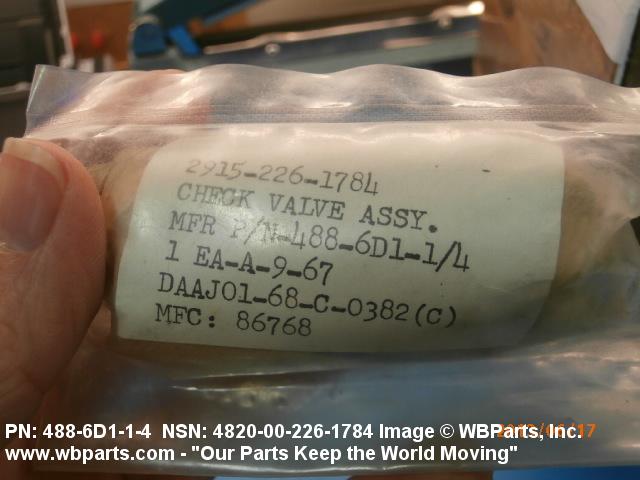 2915-226-1784
CHECK VALVE ASSY.
MFR P/N-488-6D1-1/4
1 EA-A-9-67
DAAJ01-68-C-0382(C)
MFC: 86768
PN: 488-6D1-1-4 NSN: 4820-00-226-1784 Image © WBParts, Inc.
www.wbparts.com - "Our Parts Keep the World Moving"